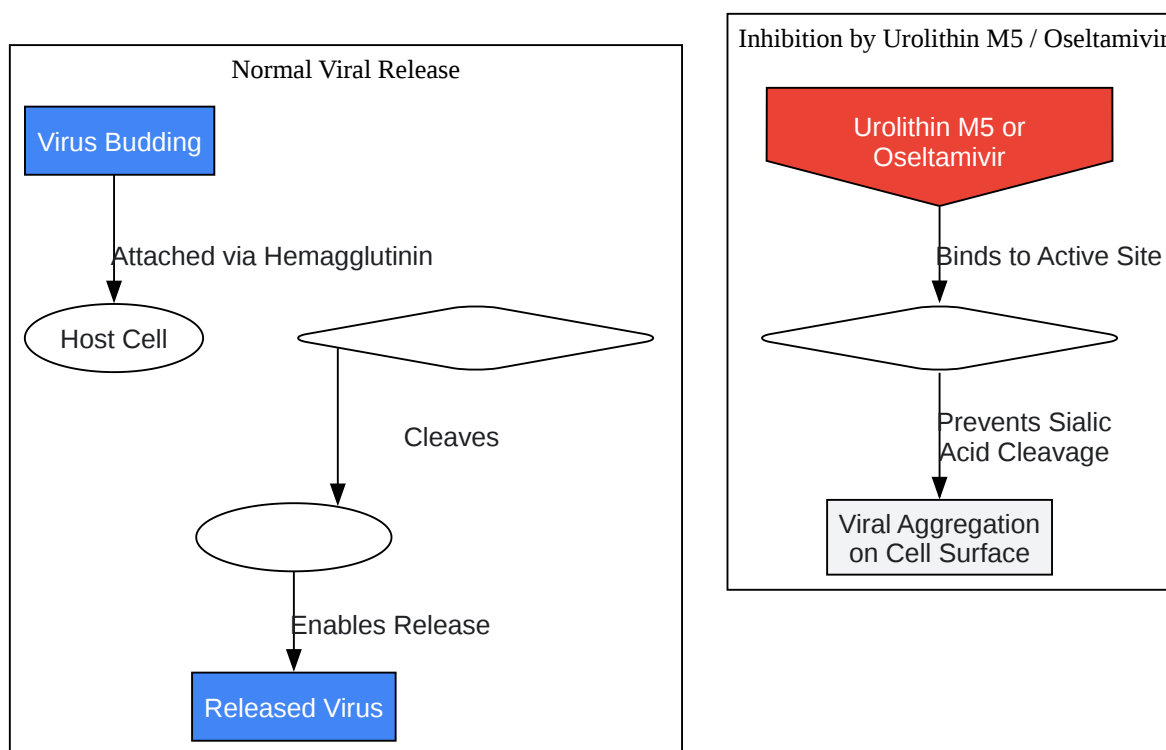 Normal Viral Release
Virus Budding
Attached via Hemagglutinin
Host Cell
Cleaves
Enables Release
Released Virus
Inhibition by Urolithin M5 / Oseltamivir
Urolithin M5 or
Oseltamivir
Binds to Active Site
Prevents Sialic
Acid Cleavage
Viral Aggregation
on Cell Surface